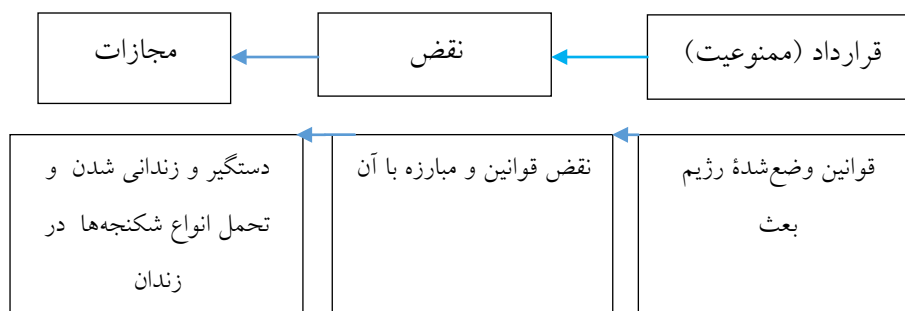 قرارداد (ممنوعیت)
نقض
مجازات
قوانین وضع‌شدهٔ رژیم
بعث
نقض قوانین و مبارزه با آن
دستگیر و زندانی شدن و
تحمل انواع شکنجه‌ها در
زندان